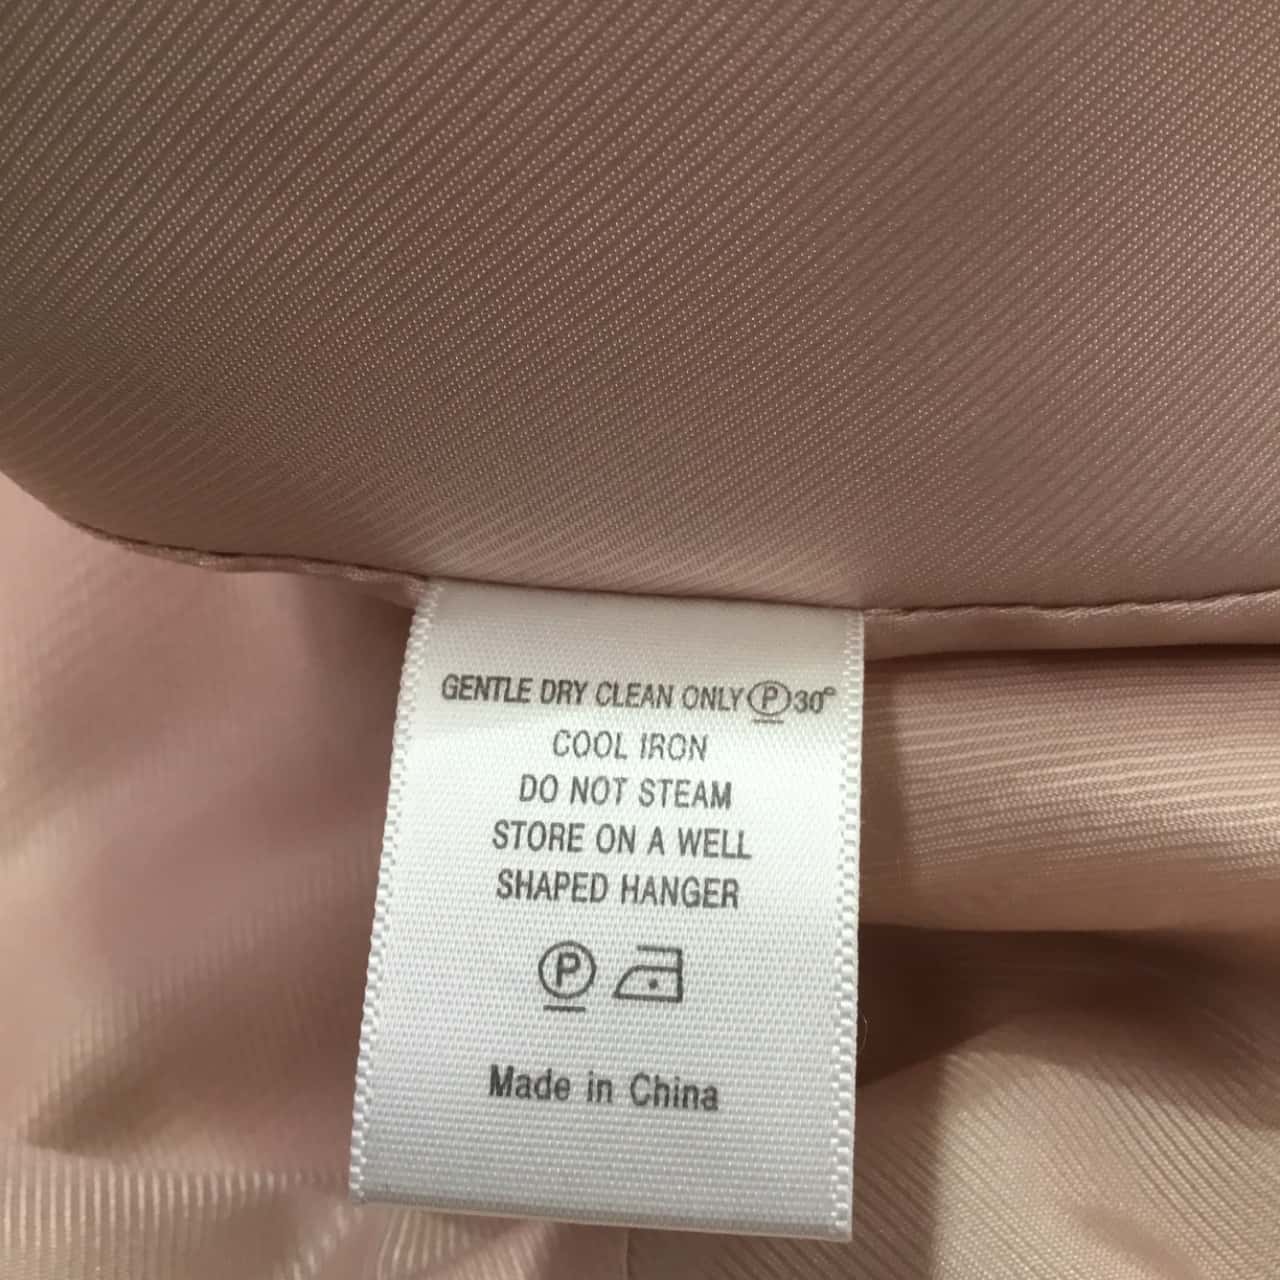 GENTLE DRY CLEAN ONLY Ⓟ 30°
COOL IRON
DO NOT STEAM
STORE ON A WELL
SHAPED HANGER
Ⓟ
Made in China